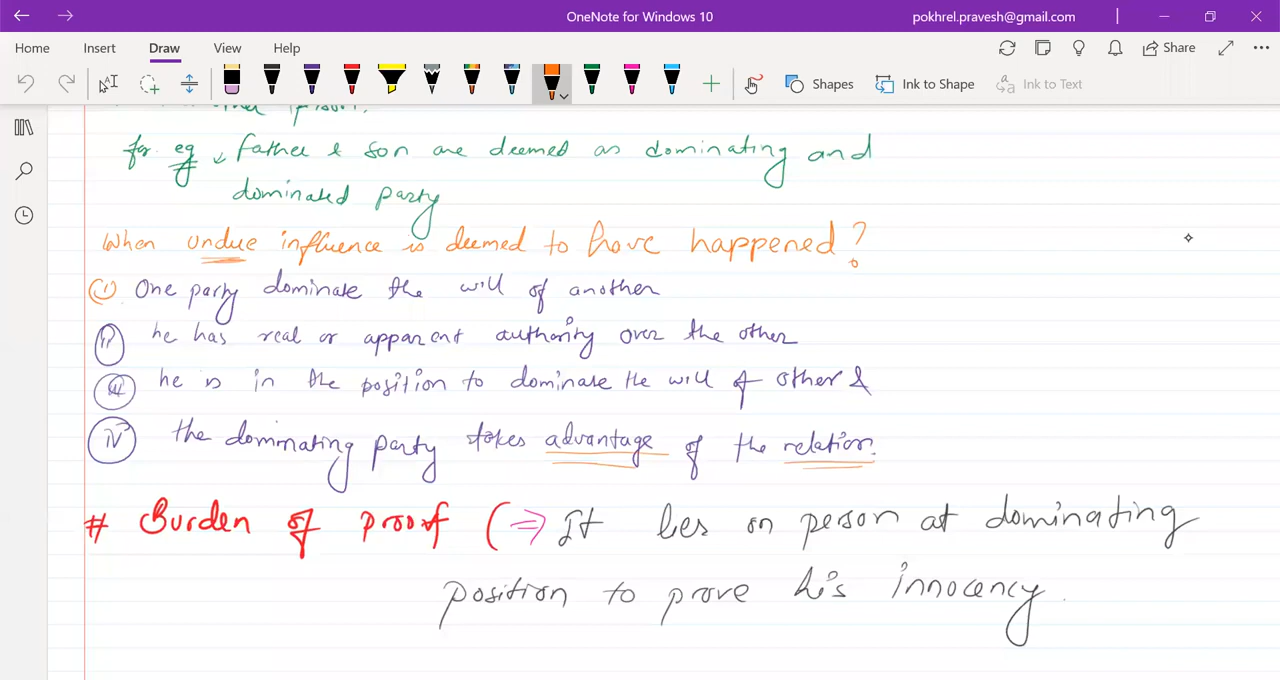 OneNote for Windows 10
pokhrel.pravesh@gmail.com
Home Insert Draw View Help
Share
Shapes Ink to Shape Ink to Text
for eg father & son are deemed as dominating and
dominated party
When undue influence is deemed to have happened?
(i) One party dominate the will of another
(ii) he has real or apparent authority over the other
(iii) he is in the position to dominate the will of other &
(iv) the dominating party takes advantage of the relation.
# Burden of proof ( ⇒ It lies on person at dominating
position to prove his innocency.